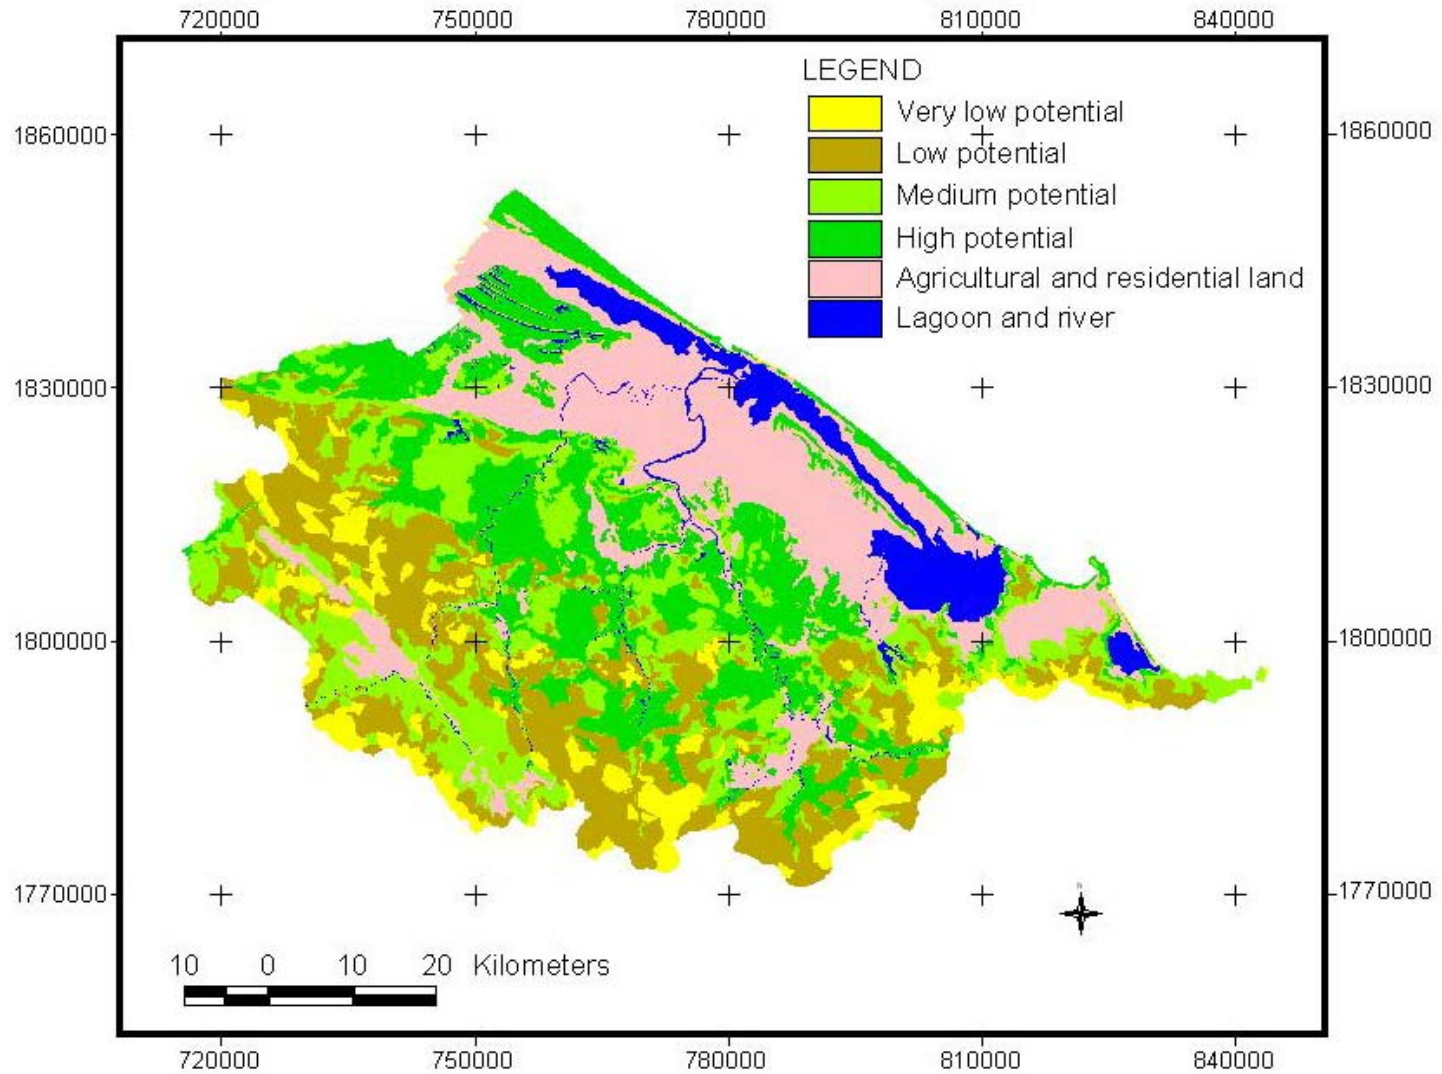 720000 750000 780000 810000 840000
LEGEND
Very low potential
1860000 1860000
Low potential
Medium potential
High potential
Agricultural and residential land
Lagoon and river
1830000 1830000
1800000 1800000
1770000 1770000
10 0 10 20 Kilometers
720000 750000 780000 810000 840000